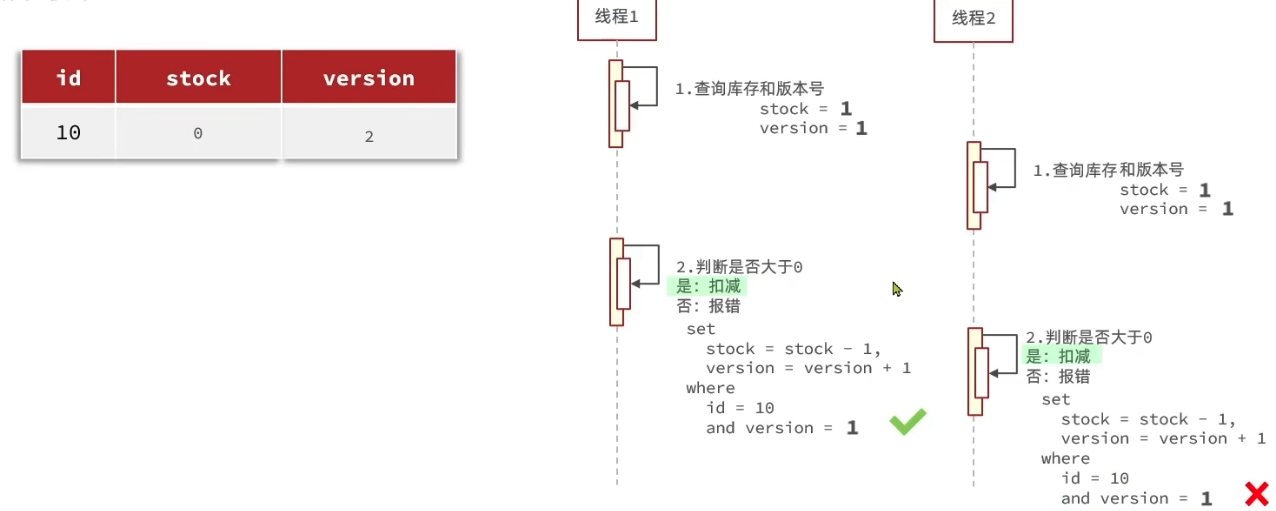 id stock version
10 0 2
线程1
1.查询库存和版本号
stock = 1
version = 1
2.判断是否大于0
是：扣减
否：报错
set
stock = stock - 1,
version = version + 1
where
id = 10
and version = 1
线程2
1.查询库存和版本号
stock = 1
version = 1
2.判断是否大于0
是：扣减
否：报错
set
stock = stock - 1,
version = version + 1
where
id = 10
and version = 1